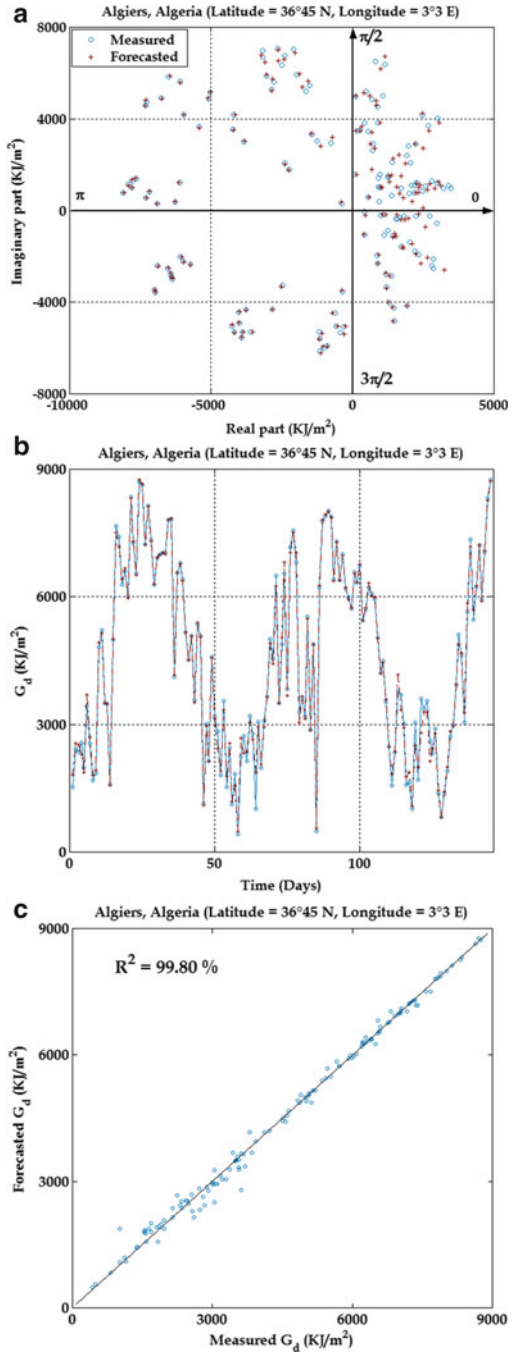 a
Algiers, Algeria (Latitude = 36°45 N, Longitude = 3°3 E)
Measured
Forecasted
π/2
π
0
3π/2
8000
4000
0
-4000
-8000
-10000 -5000 0 5000
Imaginary part (KJ/m²)
Real part (KJ/m²)
b
Algiers, Algeria (Latitude = 36°45 N, Longitude = 3°3 E)
9000
6000
3000
0
0 50 100
G_d (KJ/m²)
Time (Days)
c
Algiers, Algeria (Latitude = 36°45 N, Longitude = 3°3 E)
R² = 99.80 %
9000
6000
3000
0
0 3000 6000 9000
Forecasted G_d (KJ/m²)
Measured G_d (KJ/m²)